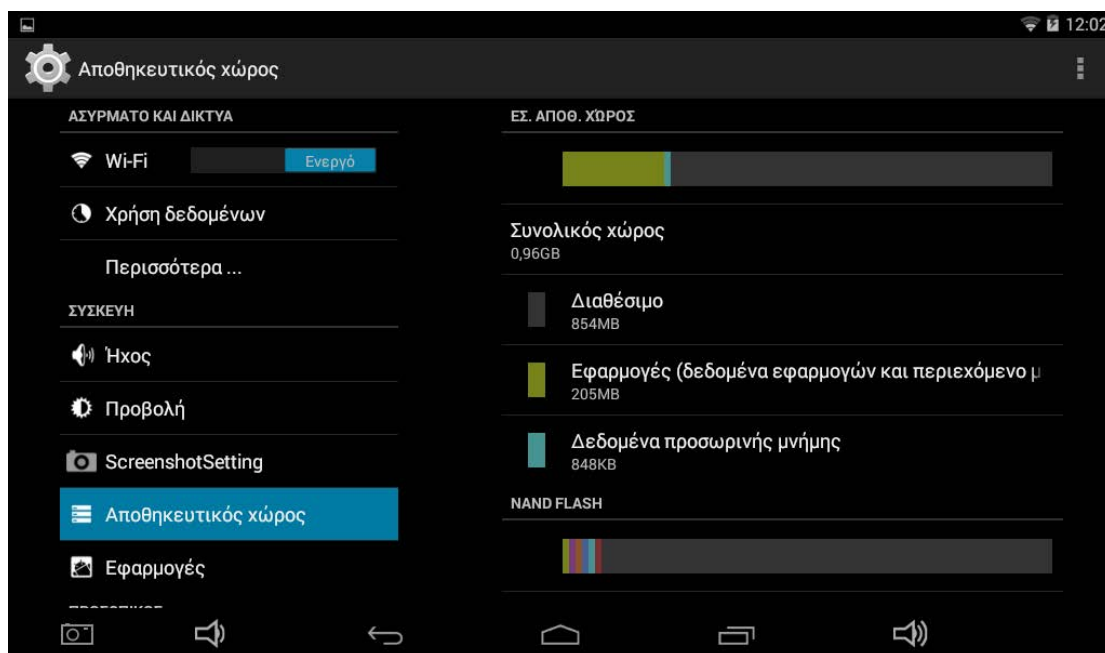 12:02
Αποθηκευτικός χώρος
ΑΣΥΡΜΑΤΟ ΚΑΙ ΔΙΚΤΥΑ
Wi-Fi
Ενεργό
Χρήση δεδομένων
Περισσότερα ...
ΣΥΣΚΕΥΗ
Ήχος
Προβολή
ScreenshotSetting
Αποθηκευτικός χώρος
Εφαρμογές
ΕΣ. ΑΠΟΘ. ΧΏΡΟΣ
Συνολικός χώρος
0,96GB
Διαθέσιμο
854MB
Εφαρμογές (δεδομένα εφαρμογών και περιεχόμενο μ
205MB
Δεδομένα προσωρινής μνήμης
848KB
NAND FLASH